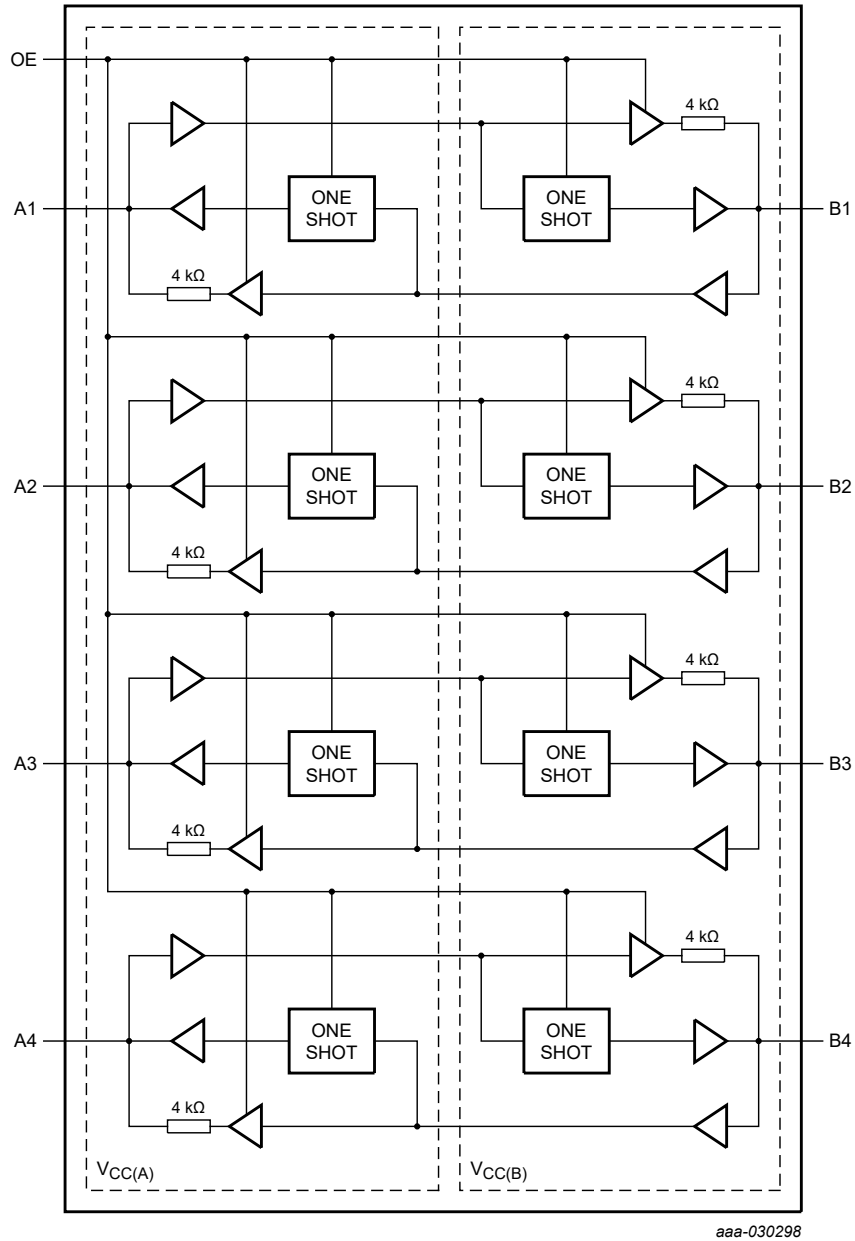 OE
4 kΩ
ONE
SHOT
ONE
SHOT
A1
B1
4 kΩ
4 kΩ
ONE
SHOT
ONE
SHOT
A2
B2
4 kΩ
4 kΩ
ONE
SHOT
ONE
SHOT
A3
B3
4 kΩ
4 kΩ
ONE
SHOT
ONE
SHOT
A4
B4
4 kΩ
VCC(A)
VCC(B)
aaa-030298